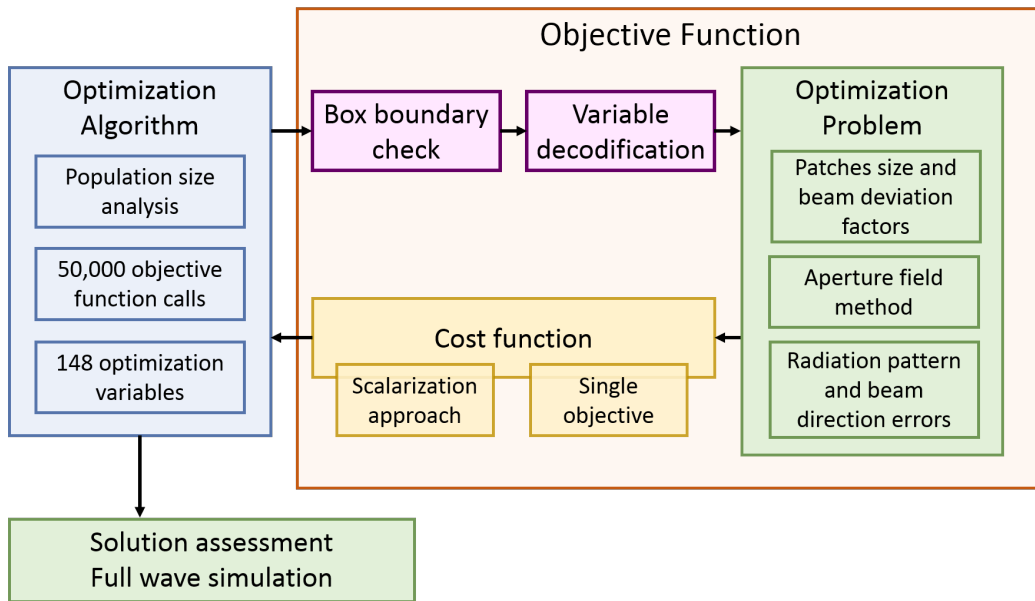 Objective Function
Optimization
Algorithm
Population size
analysis
50,000 objective
function calls
148 optimization
variables
Box boundary
check
Variable
decodification
Optimization
Problem
Patches size and
beam deviation
factors
Aperture field
method
Radiation pattern
and beam
direction errors
Cost function
Scalarization
approach
Single
objective
Solution assessment
Full wave simulation